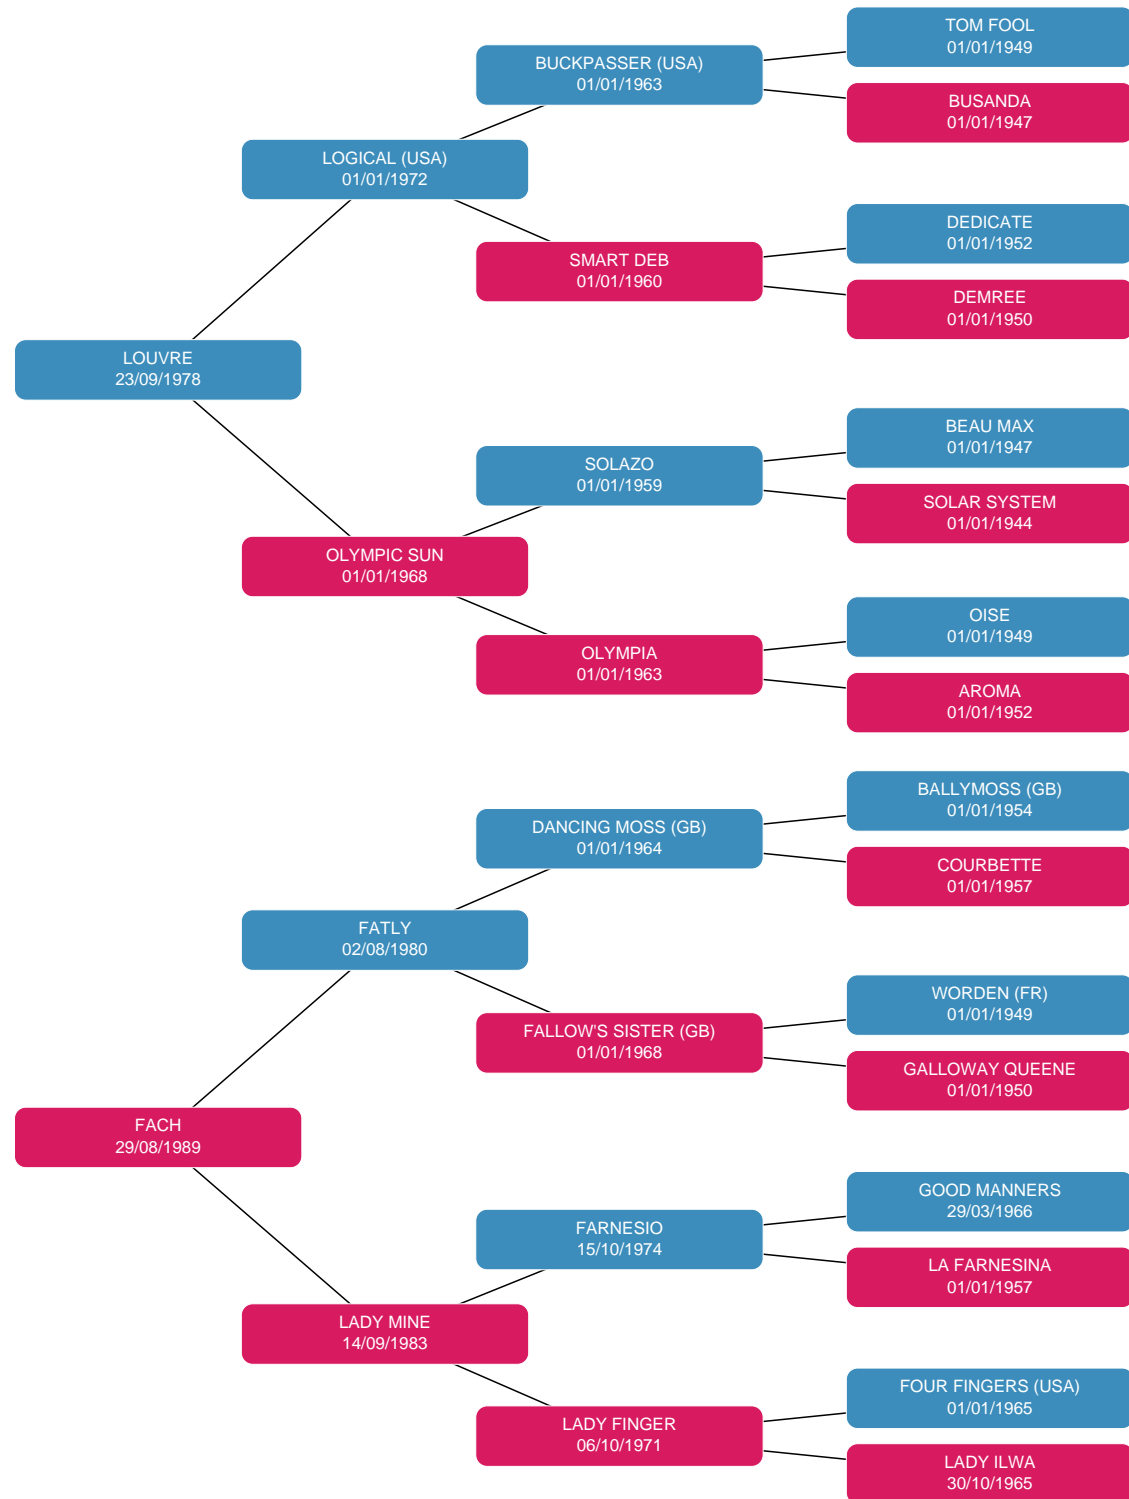 TOM FOOL
01/01/1949
BUCKPASSER (USA)
01/01/1963
BUSANDA
01/01/1947
LOGICAL (USA)
01/01/1972
DEDICATE
01/01/1952
SMART DEB
01/01/1960
DEMREE
01/01/1950
LOUVRE
23/09/1978
BEAU MAX
01/01/1947
SOLAZO
01/01/1959
SOLAR SYSTEM
01/01/1944
OLYMPIC SUN
01/01/1968
OISE
01/01/1949
OLYMPIA
01/01/1963
AROMA
01/01/1952
BALLYMOSS (GB)
01/01/1954
DANCING MOSS (GB)
01/01/1964
COURBETTE
01/01/1957
FATLY
02/08/1980
WORDEN (FR)
01/01/1949
FALLOW'S SISTER (GB)
01/01/1968
GALLOWAY QUEENE
01/01/1950
FACH
29/08/1989
GOOD MANNERS
29/03/1966
FARNESIO
15/10/1974
LA FARNESINA
01/01/1957
LADY MINE
14/09/1983
FOUR FINGERS (USA)
01/01/1965
LADY FINGER
06/10/1971
LADY ILWA
30/10/1965